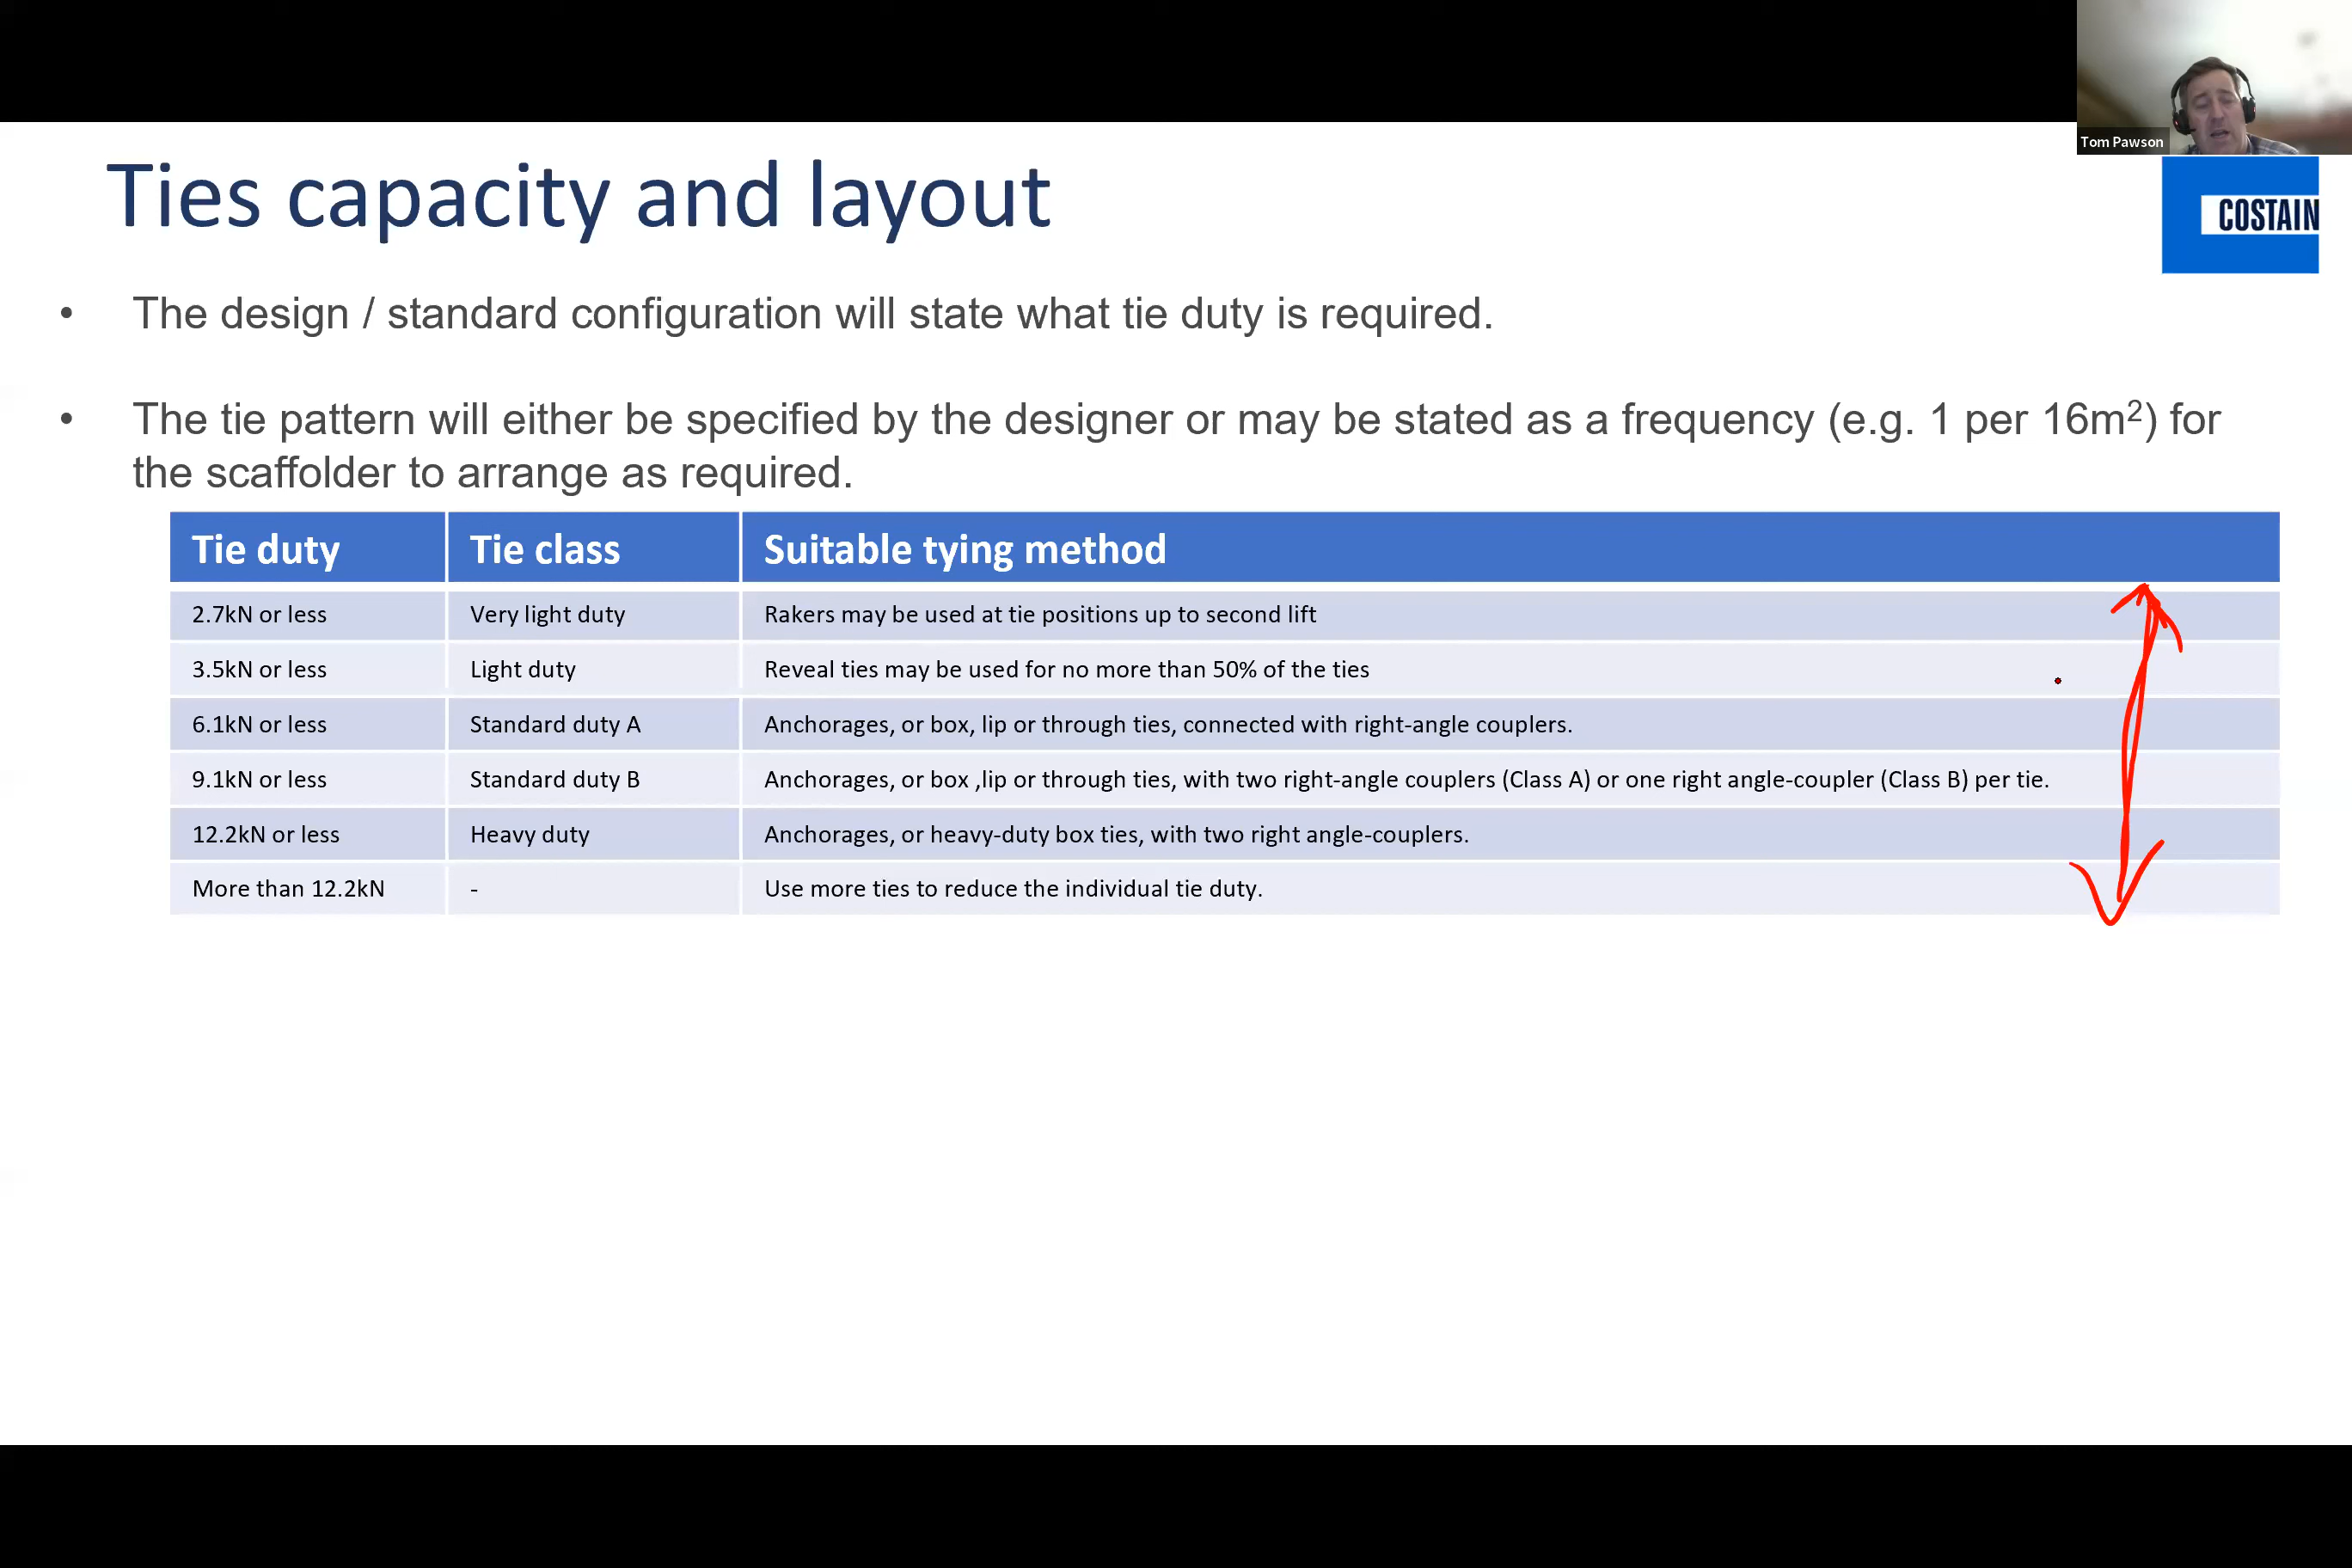 Tom Pawson
COSTAIN
Ties capacity and layout
• The design / standard configuration will state what tie duty is required.
• The tie pattern will either be specified by the designer or may be stated as a frequency (e.g. 1 per 16m²) for
the scaffolder to arrange as required.
Tie duty Tie class Suitable tying method
2.7kN or less Very light duty Rakers may be used at tie positions up to second lift
3.5kN or less Light duty Reveal ties may be used for no more than 50% of the ties
6.1kN or less Standard duty A Anchorages, or box, lip or through ties, connected with right-angle couplers.
9.1kN or less Standard duty B Anchorages, or box ,lip or through ties, with two right-angle couplers (Class A) or one right angle-coupler (Class B) per tie.
12.2kN or less Heavy duty Anchorages, or heavy-duty box ties, with two right angle-couplers.
More than 12.2kN - Use more ties to reduce the individual tie duty.